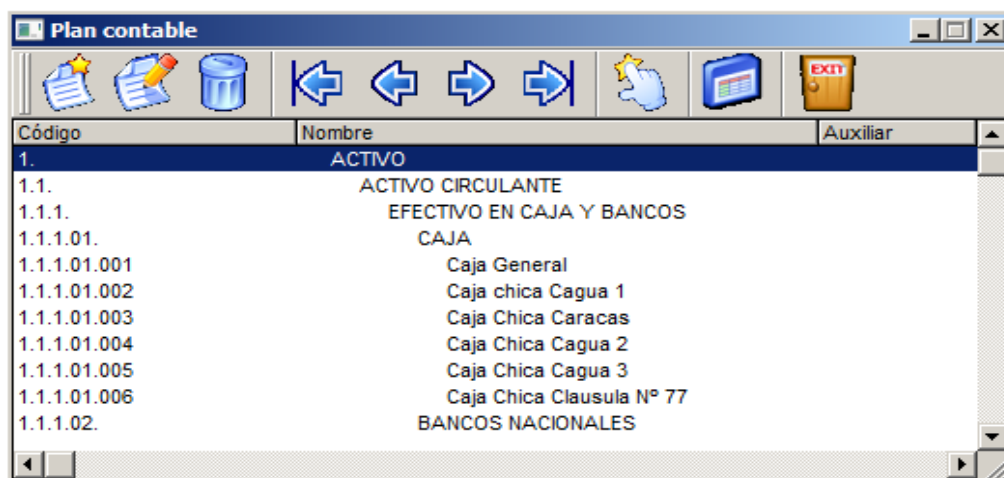 Plan contable
EXIT
Código Nombre Auxiliar
1. ACTIVO
1.1. ACTIVO CIRCULANTE
1.1.1. EFECTIVO EN CAJA Y BANCOS
1.1.1.01. CAJA
1.1.1.01.001 Caja General
1.1.1.01.002 Caja chica Cagua 1
1.1.1.01.003 Caja Chica Caracas
1.1.1.01.004 Caja Chica Cagua 2
1.1.1.01.005 Caja Chica Cagua 3
1.1.1.01.006 Caja Chica Clausula Nº 77
1.1.1.02. BANCOS NACIONALES